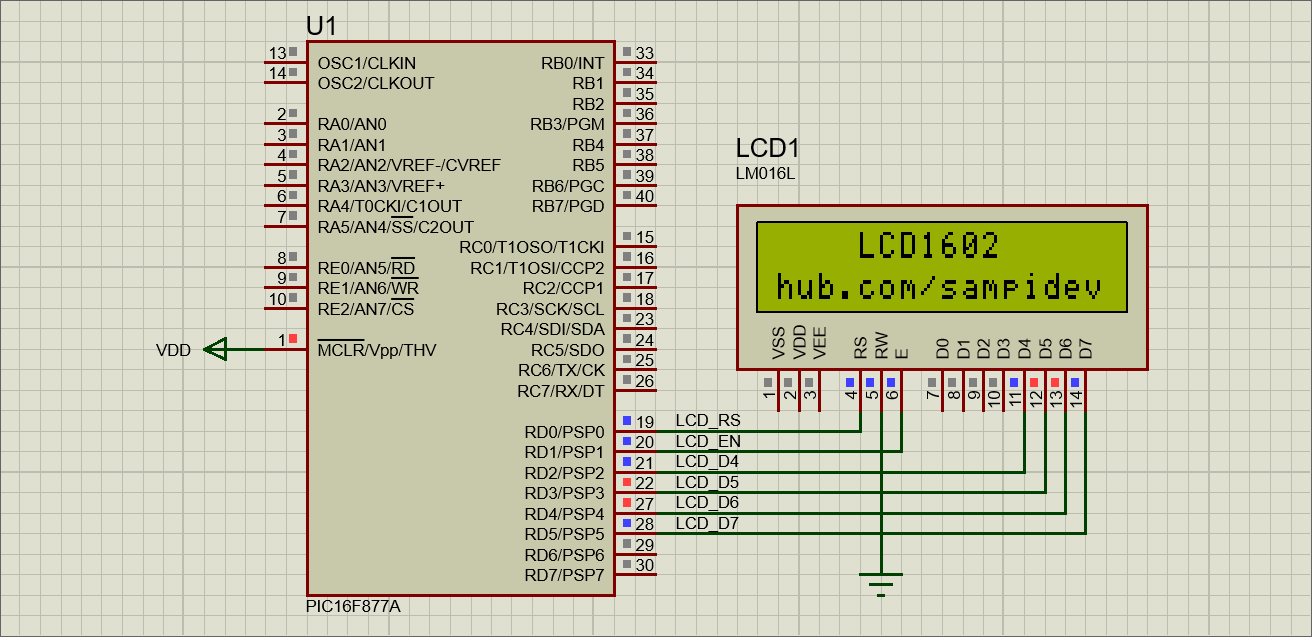 U1
13 OSC1/CLKIN
14 OSC2/CLKOUT
2 RA0/AN0
3 RA1/AN1
4 RA2/AN2/VREF-/CVREF
5 RA3/AN3/VREF+
6 RA4/T0CKI/C1OUT
7 RA5/AN4/SS/C2OUT
8 RE0/AN5/RD
9 RE1/AN6/WR
10 RE2/AN7/CS
VDD 1 MCLR/Vpp/THV
RB0/INT 33
RB1 34
RB2 35
RB3/PGM 36
RB4 37
RB5 38
RB6/PGC 39
RB7/PGD 40
RC0/T1OSO/T1CKI 15
RC1/T1OSI/CCP2 16
RC2/CCP1 17
RC3/SCK/SCL 18
RC4/SDI/SDA 23
RC5/SDO 24
RC6/TX/CK 25
RC7/RX/DT 26
RD0/PSP0 19 LCD_RS
RD1/PSP1 20 LCD_EN
RD2/PSP2 21 LCD_D4
RD3/PSP3 22 LCD_D5
RD4/PSP4 27 LCD_D6
RD5/PSP5 28 LCD_D7
RD6/PSP6 29
RD7/PSP7 30
PIC16F877A
LCD1
LM016L
LCD1602
hub.com/sampidev
VSS VDD VEE RS RW E D0 D1 D2 D3 D4 D5 D6 D7
1 2 3 4 5 6 7 8 9 10 11 12 13 14